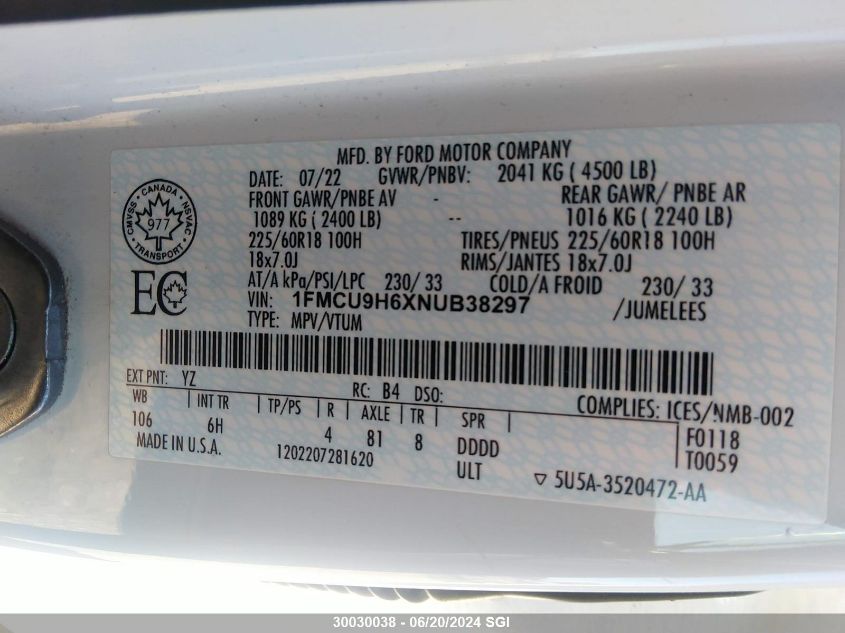 MFD. BY FORD MOTOR COMPANY
DATE: 07/22 GVWR/PNBV: 2041 KG ( 4500 LB)
FRONT GAWR/PNBE AV - REAR GAWR/ PNBE AR
1089 KG ( 2400 LB) -- 1016 KG ( 2240 LB)
225/60R18 100H TIRES/PNEUS 225/60R18 100H
18x7.0J RIMS/JANTES 18x7.0J
AT/A kPa/PSI/LPC 230/ 33 COLD/A FROID 230/ 33
VIN: 1FMCU9H6XNUB38297 /JUMELEES
TYPE: MPV/VTUM
CANADA
CMVSS NSVAC
977
TRANSPORT
EC
EXT PNT: YZ RC: B4 DSO: COMPLIES: ICES/NMB-002
WB INT TR TP/PS R AXLE TR SPR
106 6H 4 81 8 DDDD F0118
MADE IN U.S.A. 1202207281620 ULT T0059
5U5A-3520472-AA
30030038 - 06/20/2024 SGI